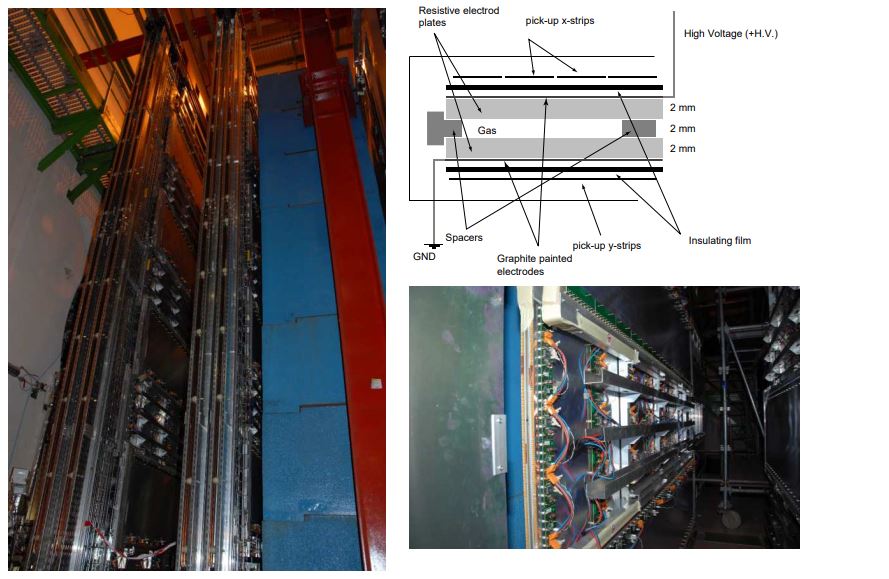 Resistive electrod
plates
pick-up x-strips
High Voltage (+H.V.)
2 mm
Gas
2 mm
2 mm
Spacers
pick-up y-strips
Insulating film
GND
Graphite painted
electrodes